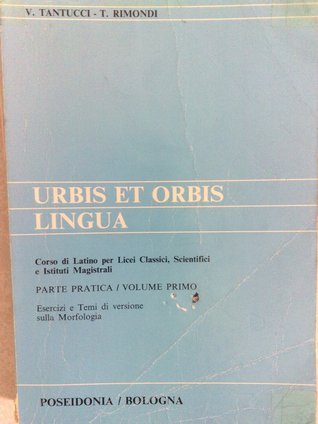 V. TANTUCCI - T. RIMONDI
URBIS ET ORBIS
LINGUA
Corso di Latino per Licei Classici, Scientifici
e Istituti Magistrali
PARTE PRATICA / VOLUME PRIMO
Esercizi e Temi di versione
sulla Morfologia
POSEIDONIA / BOLOGNA